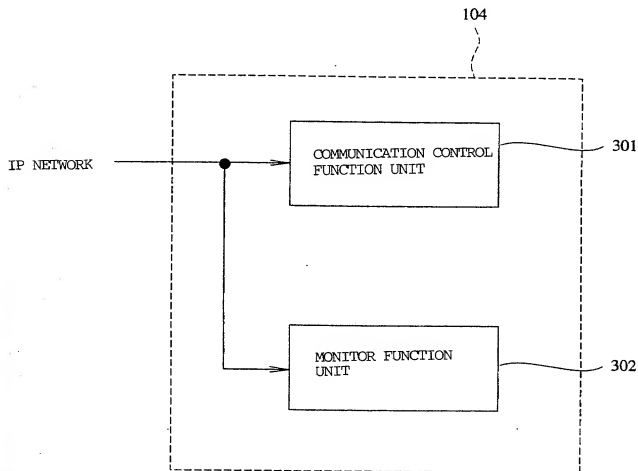 104
COMMUNICATION CONTROL
FUNCTION UNIT
301
IP NETWORK
MONITOR FUNCTION
UNIT
302